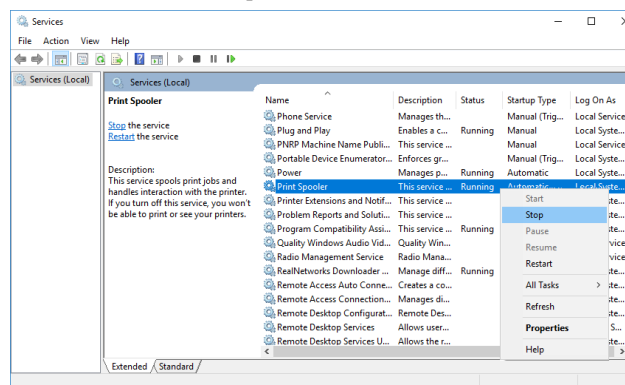 Services
File Action View Help
Services (Local)
Services (Local)
Print Spooler
Stop the service
Restart the service
Description:
This service spools print jobs and
handles interaction with the printer.
If you turn off this service, you won't
be able to print or see your printers.
Name Description Status Startup Type Log On As
Phone Service Manages th... Manual (Trig... Local Service
Plug and Play Enables a c... Running Manual Local Syste...
PNRP Machine Name Publi... This service ... Manual Local Service
Portable Device Enumerator... Enforces gr... Manual (Trig... Local Syste...
Power Manages p... Running Automatic Local Syste...
Print Spooler This service ... Running Automatic Local Syste...
Printer Extensions and Notif... This service ...
Problem Reports and Soluti... This service ...
Program Compatibility Assi... This service ... Running
Quality Windows Audio Vid... Quality Win...
Radio Management Service Radio Mana...
RealNetworks Downloader ... Manage diff... Running
Remote Access Auto Conne... Creates a co...
Remote Access Connection... Manages di...
Remote Desktop Configurat... Remote Des...
Remote Desktop Services Allows user...
Remote Desktop Services U... Allows the r...
Start
Stop
Pause
Resume
Restart
All Tasks
Refresh
Properties
Help
Extended Standard